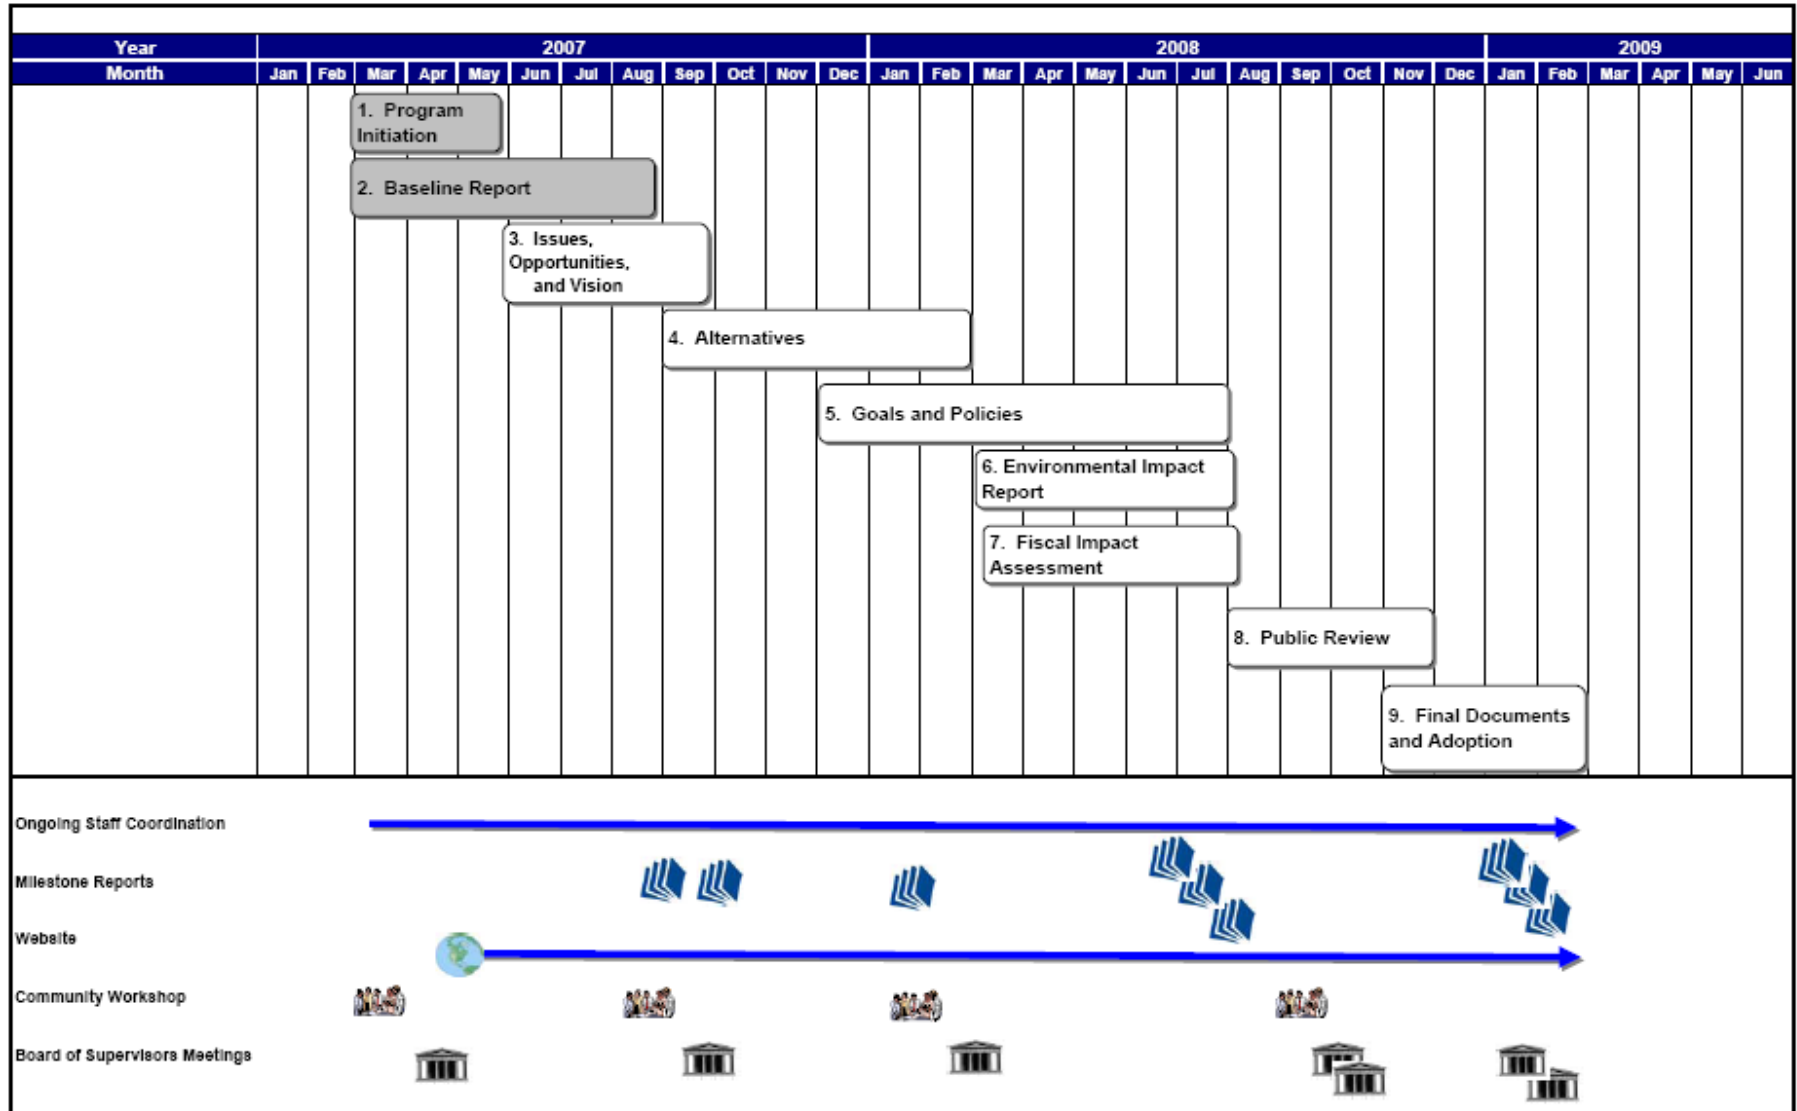 Year 2007 2008 2009
Month Jan Feb Mar Apr May Jun Jul Aug Sep Oct Nov Dec Jan Feb Mar Apr May Jun Jul Aug Sep Oct Nov Dec Jan Feb Mar Apr May Jun
1. Program
Initiation
2. Baseline Report
3. Issues,
Opportunities,
and Vision
4. Alternatives
5. Goals and Policies
6. Environmental Impact
Report
7. Fiscal Impact
Assessment
8. Public Review
9. Final Documents
and Adoption
Ongoing Staff Coordination
Milestone Reports
Website
Community Workshop
Board of Supervisors Meetings